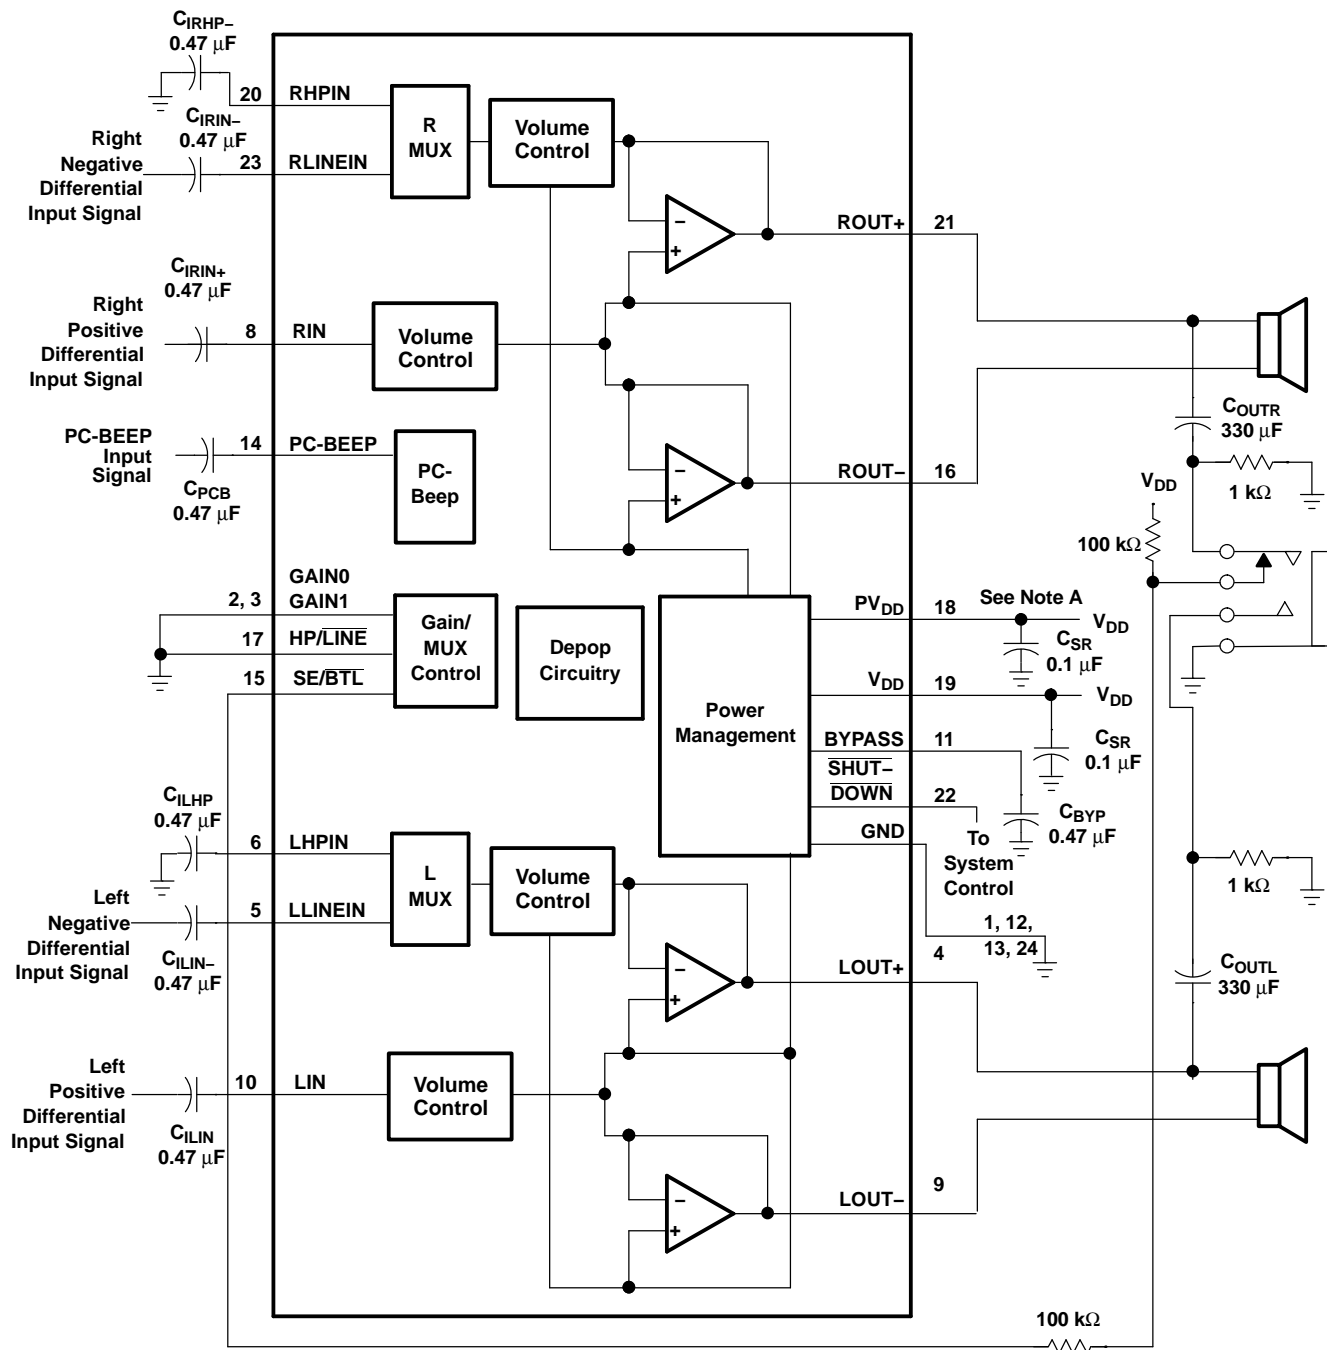 CIRHP−
0.47 µF
20
RHPIN
Right
Negative
Differential
Input Signal
CIRIN−
0.47 µF
23
RLINEIN
R
MUX
Volume
Control
−
+
ROUT+
21
CIRIN+
0.47 µF
Right
Positive
Differential
Input Signal
8
RIN
Volume
Control
PC-BEEP
Input
Signal
14
PC-BEEP
CPCB
0.47 µF
PC-
Beep
−
+
ROUT−
16
COUTR
330 µF
1 kΩ
VDD
100 kΩ
2, 3
GAIN0
GAIN1
17
HP/LINE
15
SE/BTL
Gain/
MUX
Control
Depop
Circuitry
Power
Management
PVDD
18
See Note A
VDD
CSR
0.1 µF
VDD
19
VDD
CSR
0.1 µF
BYPASS
11
SHUT−
DOWN
22
CBYP
0.47 µF
To
System
Control
GND
1, 12,
13, 24
CILHP
0.47 µF
6
LHPIN
Left
Negative
Differential
Input Signal
5
LLINEIN
CILIN−
0.47 µF
L
MUX
Volume
Control
−
+
LOUT+
4
1 kΩ
COUTL
330 µF
Left
Positive
Differential
Input Signal
10
LIN
CILIN
0.47 µF
Volume
Control
−
+
LOUT−
9
100 kΩ